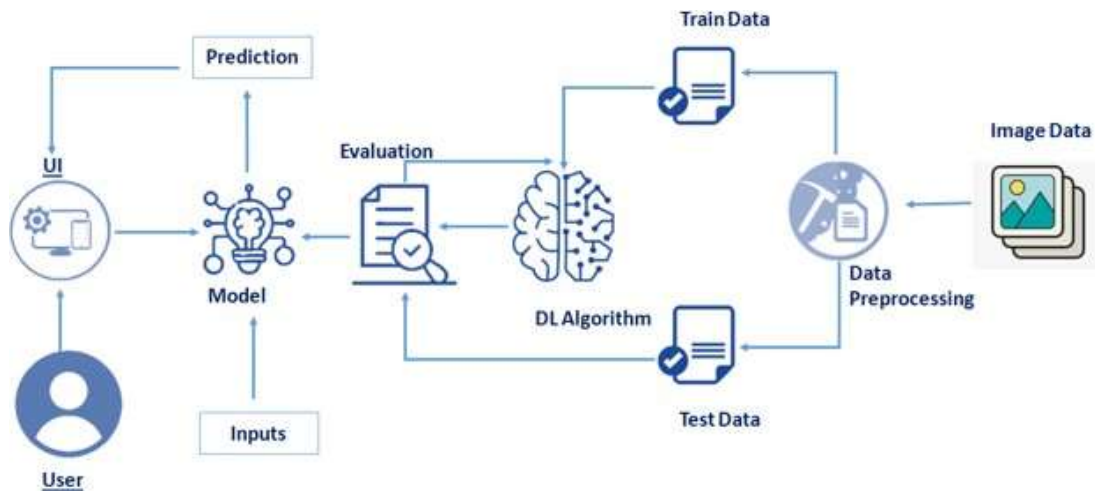 Train Data
Prediction
Image Data
Evaluation
UI
Data
Preprocessing
Model
DL Algorithm
Test Data
Inputs
User